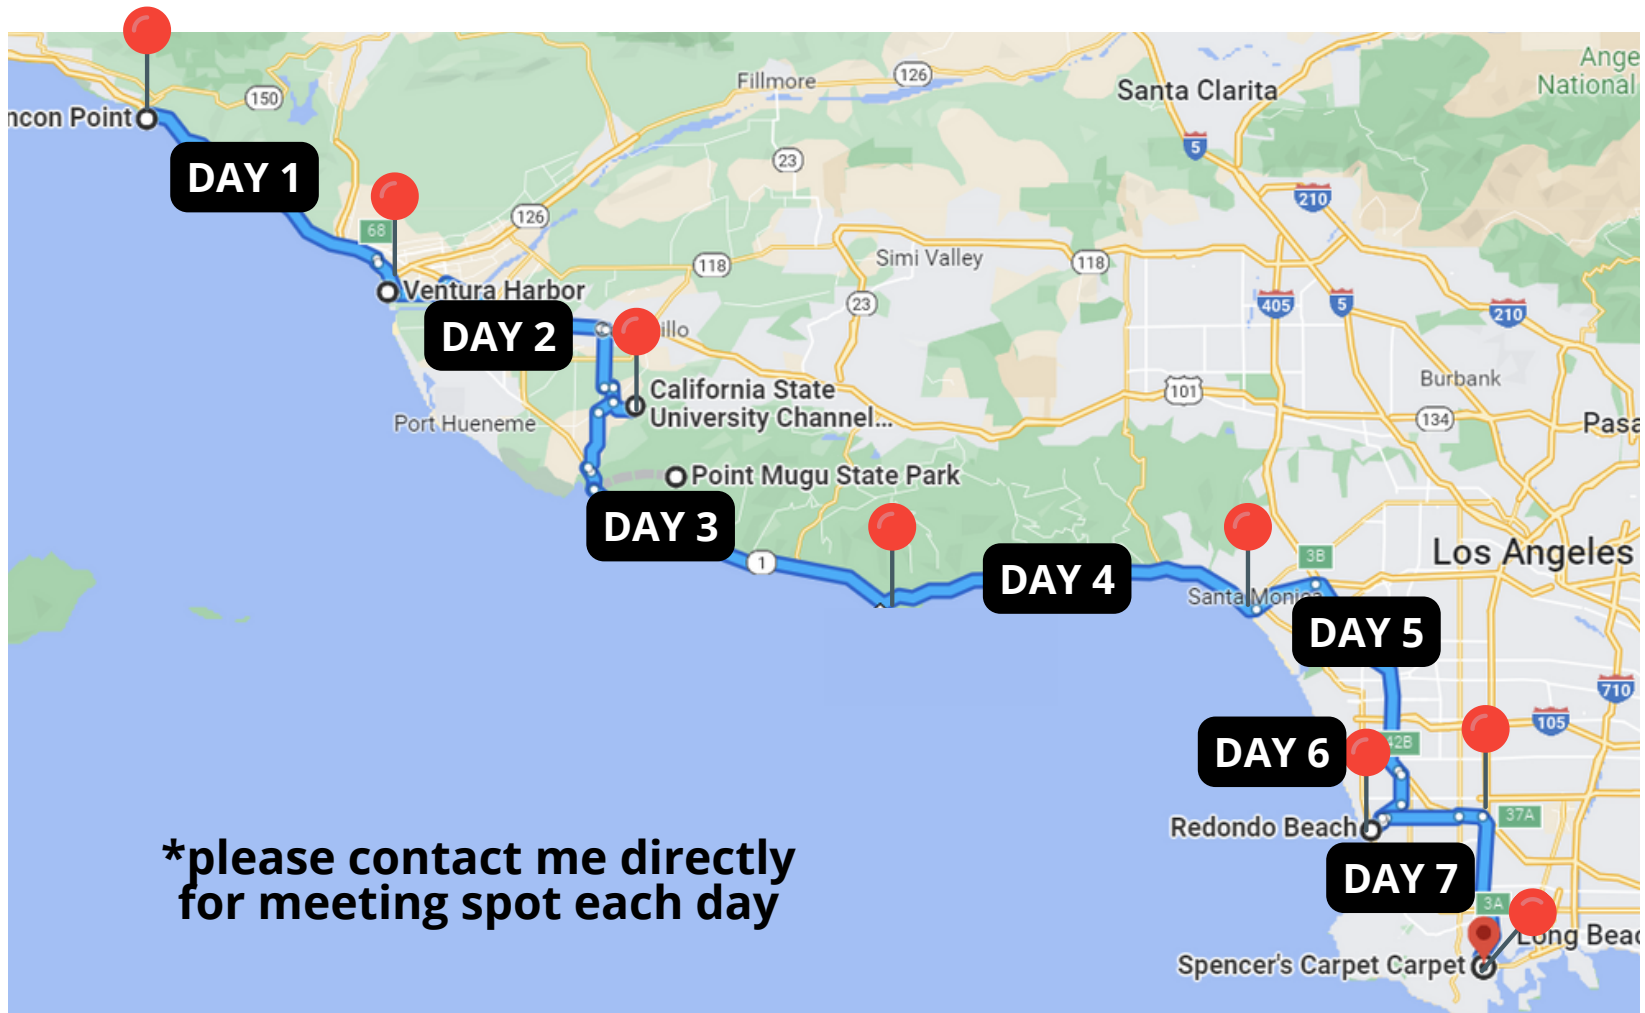 Ange
National
Fillmore
126
Santa Clarita
150
ncon Point
5
23
DAY 1
210
126
68
118
Simi Valley
118
Ventura Harbor
23
405
5
210
DAY 2
illo
California State
University Channel...
Burbank
101
134
Port Hueneme
Pasa
Point Mugu State Park
DAY 3
1
DAY 4
3B
Los Angeles
Santa Monica
DAY 5
710
105
DAY 6
42B
Redondo Beach
37A
*please contact me directly
for meeting spot each day
DAY 7
3A
Long Beac
Spencer's Carpet Carpet